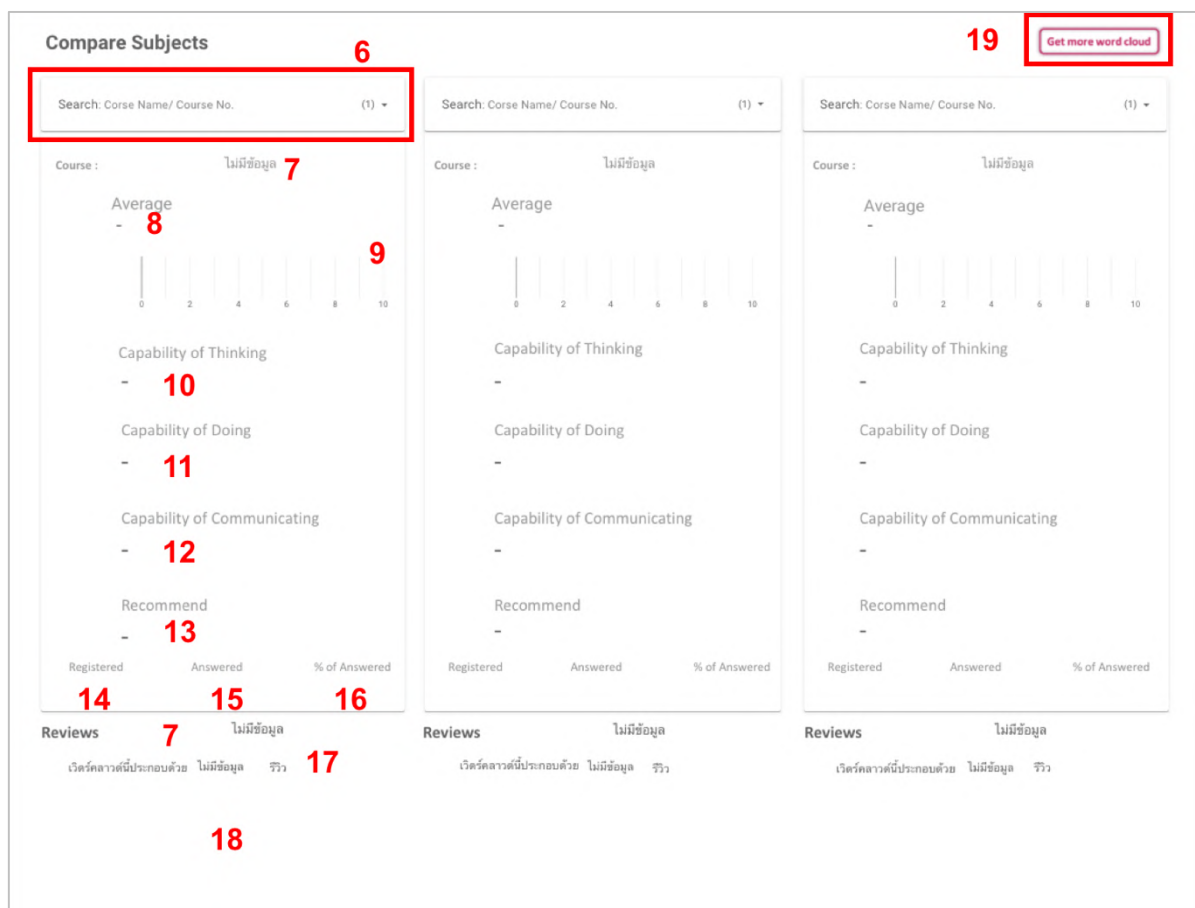 Compare Subjects 6 19 Get more word cloud
Search: Corse Name/ Course No. (1) Search: Corse Name/ Course No. (1) Search: Corse Name/ Course No. (1)
Course : ไม่มีข้อมูล 7 Course : ไม่มีข้อมูล Course : ไม่มีข้อมูล
Average Average Average
- 8 - -
9
0 2 4 6 8 10 0 2 4 6 8 10 0 2 4 6 8 10
Capability of Thinking Capability of Thinking Capability of Thinking
- 10 - -
Capability of Doing Capability of Doing Capability of Doing
- 11 - -
Capability of Communicating Capability of Communicating Capability of Communicating
- 12 - -
Recommend Recommend Recommend
- 13 - -
Registered Answered % of Answered Registered Answered % of Answered Registered Answered % of Answered
14 15 16
Reviews 7 ไม่มีข้อมูล Reviews ไม่มีข้อมูล Reviews ไม่มีข้อมูล
เวิดร์คลาวด์นี้ประกอบด้วย ไม่มีข้อมูล รีวิว 17 เวิดร์คลาวด์นี้ประกอบด้วย ไม่มีข้อมูล รีวิว เวิดร์คลาวด์นี้ประกอบด้วย ไม่มีข้อมูล รีวิว
18